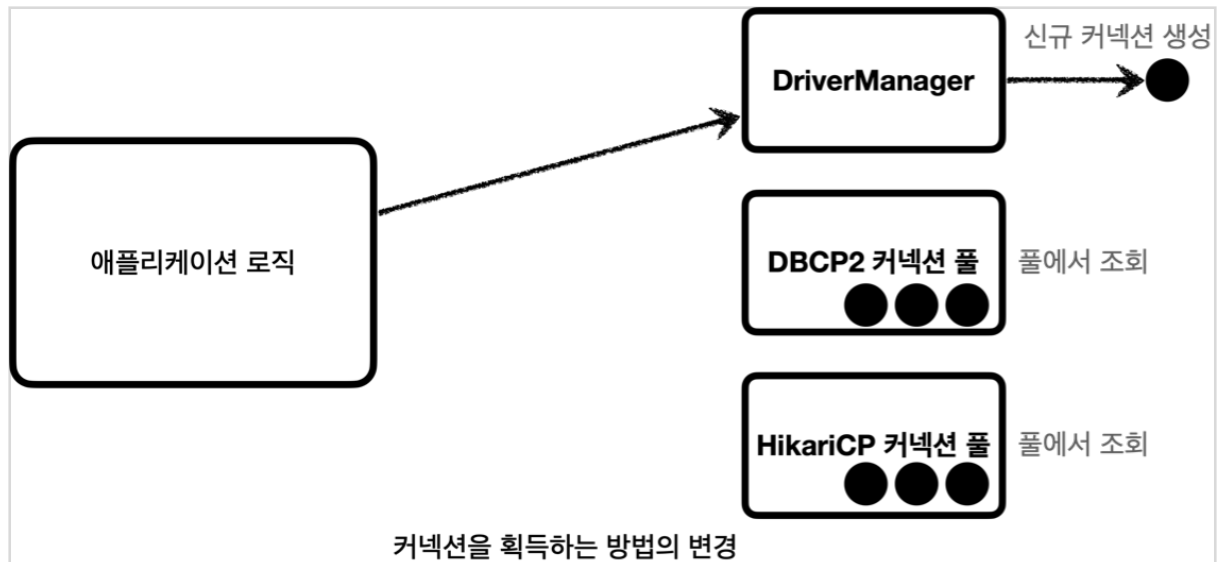 신규 커넥션 생성
DriverManager
애플리케이션 로직
DBCP2 커넥션 풀
풀에서 조회
HikariCP 커넥션 풀
풀에서 조회
커넥션을 획득하는 방법의 변경